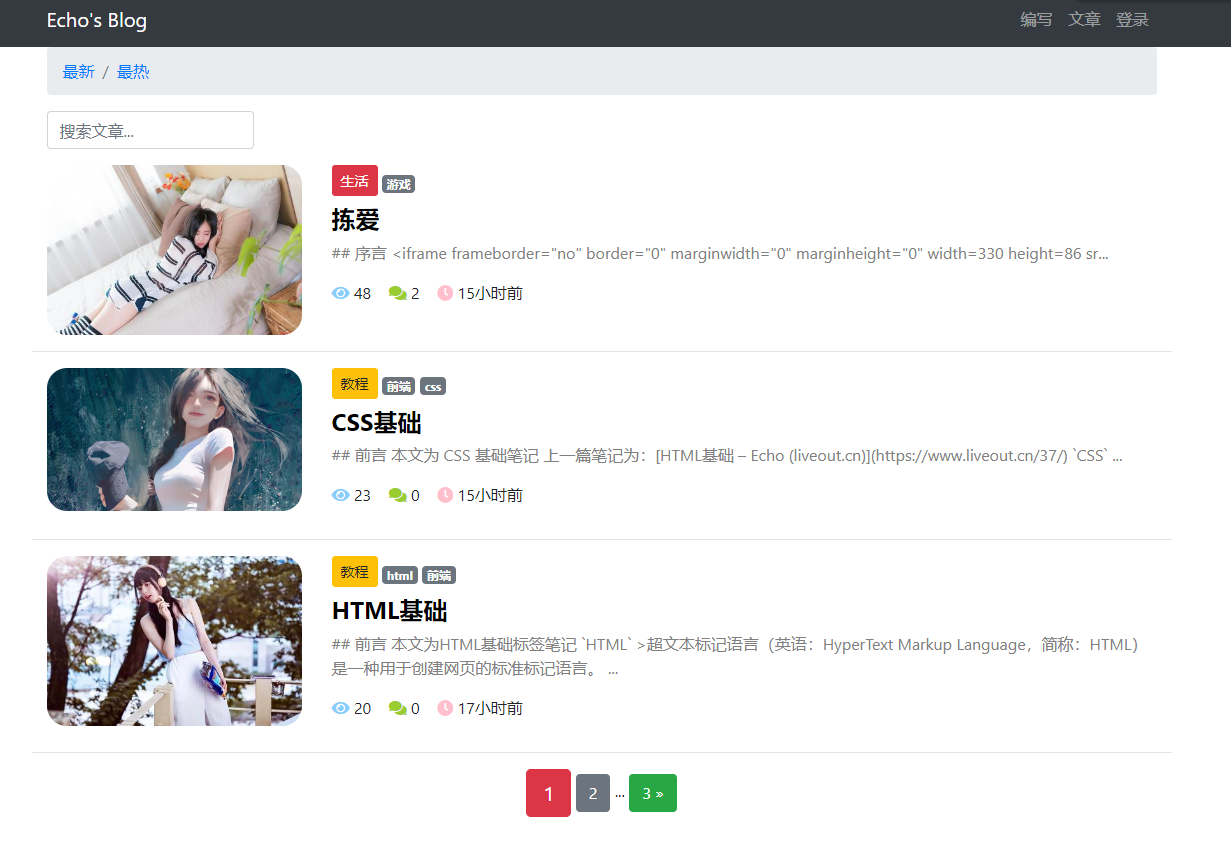 Echo's Blog 编写 文章 登录
最新 / 最热
搜索文章...
生活 游戏
拣爱
## 序言 <iframe frameborder="no" border="0" marginwidth="0" marginheight="0" width=330 height=86 sr...
48 2 15小时前
教程 前端 css
CSS基础
## 前言 本文为 CSS 基础笔记 上一篇笔记为：[HTML基础 – Echo (liveout.cn)](https://www.liveout.cn/37/) `CSS` ...
23 0 15小时前
教程 html 前端
HTML基础
## 前言 本文为HTML基础标签笔记 `HTML` >超文本标记语言（英语：HyperText Markup Language，简称：HTML）
是一种用于创建网页的标准标记语言。 ...
20 0 17小时前
1 2 ... 3 »